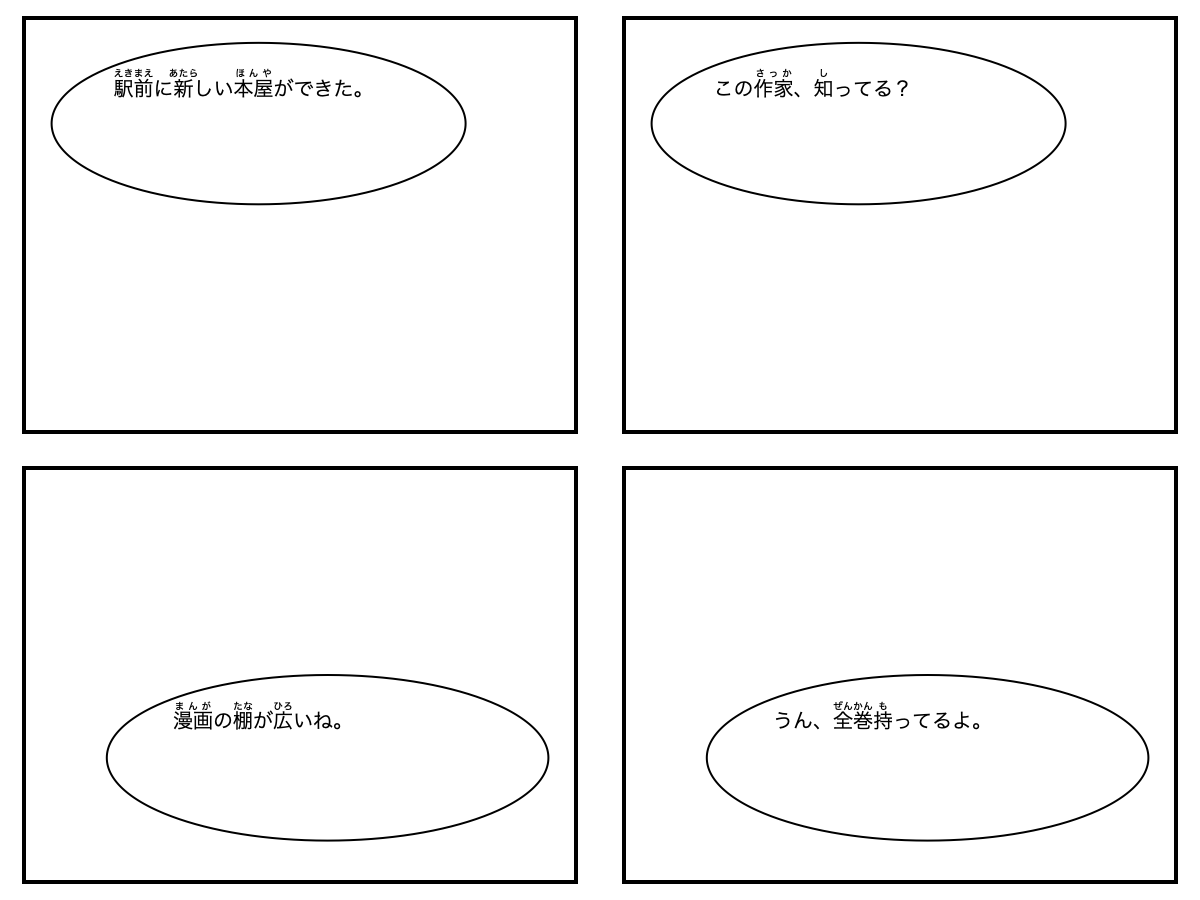 駅前に新しい本屋ができた。
この作家、知ってる？
漫画の棚が広いね。
うん、全巻持ってるよ。